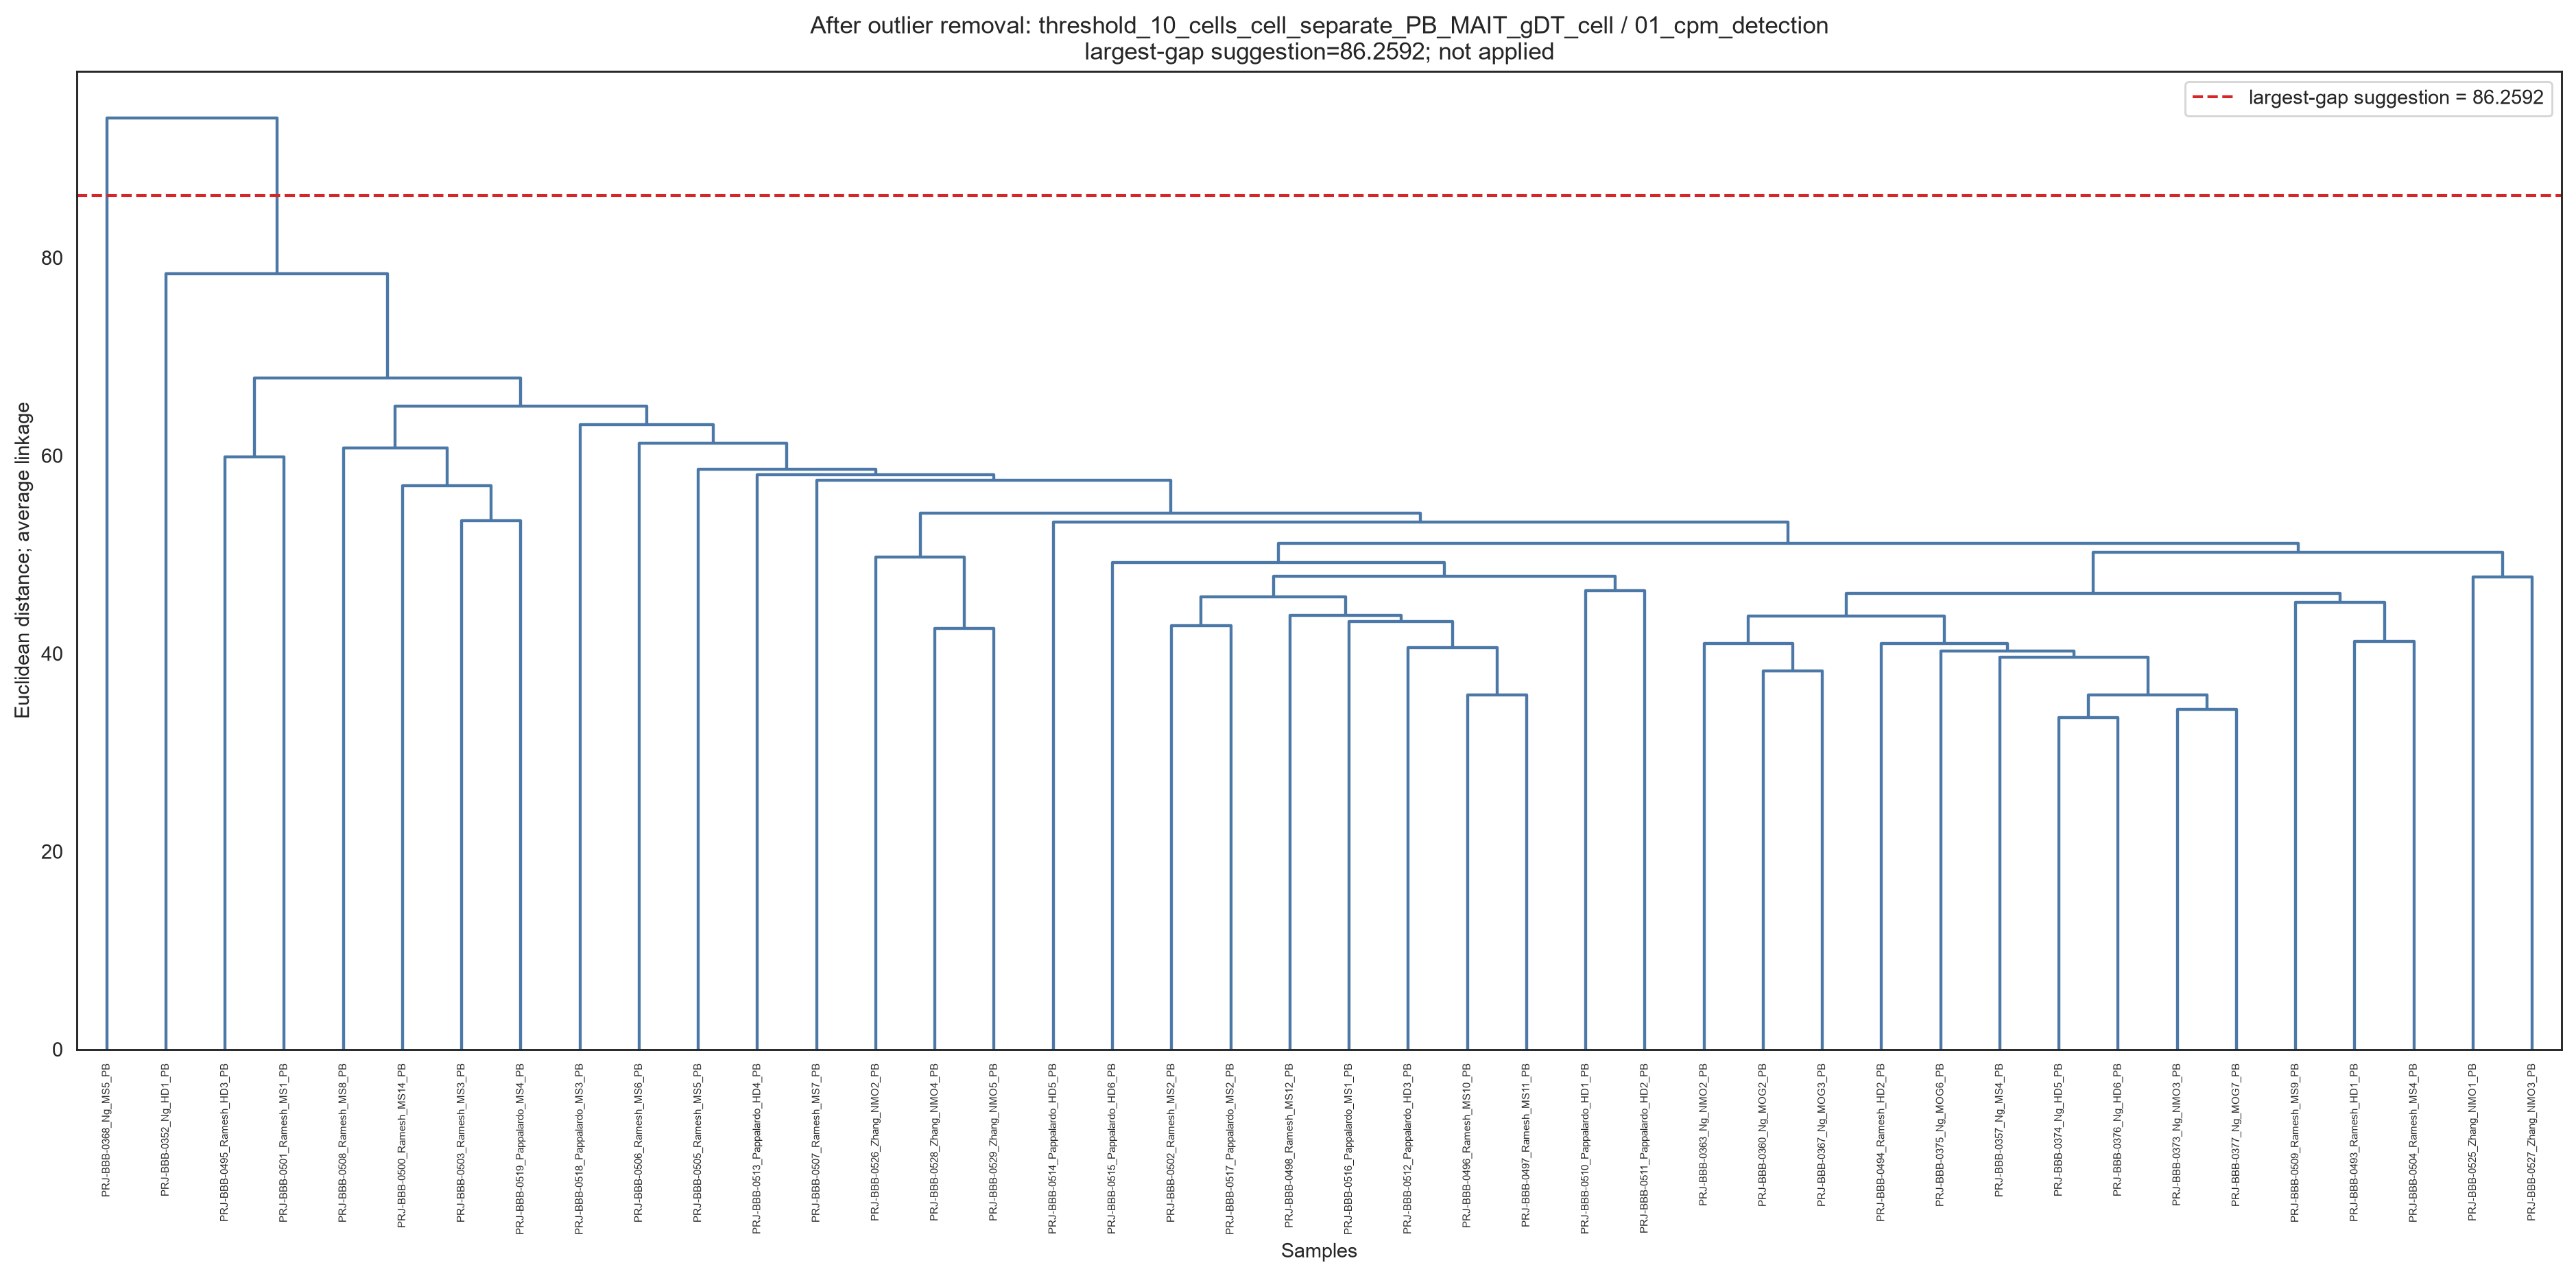 After outlier removal: threshold_10_cells_cell_separate_PB_MAIT_gDT_cell / 01_cpm_detection
largest-gap suggestion=86.2592; not applied
largest-gap suggestion = 86.2592
Euclidean distance; average linkage
80
60
40
20
0
PRJ-BBB-0368_Ng_MS5_PB
PRJ-BBB-0352_Ng_HD1_PB
PRJ-BBB-0495_Ramesh_HD3_PB
PRJ-BBB-0501_Ramesh_MS1_PB
PRJ-BBB-0508_Ramesh_MS8_PB
PRJ-BBB-0500_Ramesh_MS14_PB
PRJ-BBB-0503_Ramesh_MS3_PB
PRJ-BBB-0519_Pappalardo_MS4_PB
PRJ-BBB-0518_Pappalardo_MS3_PB
PRJ-BBB-0506_Ramesh_MS6_PB
PRJ-BBB-0505_Ramesh_MS5_PB
PRJ-BBB-0513_Pappalardo_HD4_PB
PRJ-BBB-0507_Ramesh_MS7_PB
PRJ-BBB-0526_Zhang_NMO2_PB
PRJ-BBB-0528_Zhang_NMO4_PB
PRJ-BBB-0529_Zhang_NMO5_PB
PRJ-BBB-0514_Pappalardo_HD5_PB
PRJ-BBB-0515_Pappalardo_HD6_PB
PRJ-BBB-0502_Ramesh_MS2_PB
PRJ-BBB-0517_Pappalardo_MS2_PB
PRJ-BBB-0498_Ramesh_MS12_PB
PRJ-BBB-0516_Pappalardo_MS1_PB
PRJ-BBB-0512_Pappalardo_HD3_PB
PRJ-BBB-0496_Ramesh_MS10_PB
PRJ-BBB-0497_Ramesh_MS11_PB
PRJ-BBB-0510_Pappalardo_HD1_PB
PRJ-BBB-0511_Pappalardo_HD2_PB
PRJ-BBB-0363_Ng_NMO2_PB
PRJ-BBB-0360_Ng_MOG2_PB
PRJ-BBB-0367_Ng_MOG3_PB
PRJ-BBB-0494_Ramesh_HD2_PB
PRJ-BBB-0375_Ng_MOG6_PB
PRJ-BBB-0357_Ng_MS4_PB
PRJ-BBB-0374_Ng_HD5_PB
PRJ-BBB-0376_Ng_HD6_PB
PRJ-BBB-0373_Ng_NMO3_PB
PRJ-BBB-0377_Ng_MOG7_PB
PRJ-BBB-0509_Ramesh_MS9_PB
PRJ-BBB-0493_Ramesh_HD1_PB
PRJ-BBB-0504_Ramesh_MS4_PB
PRJ-BBB-0525_Zhang_NMO1_PB
PRJ-BBB-0527_Zhang_NMO3_PB
Samples